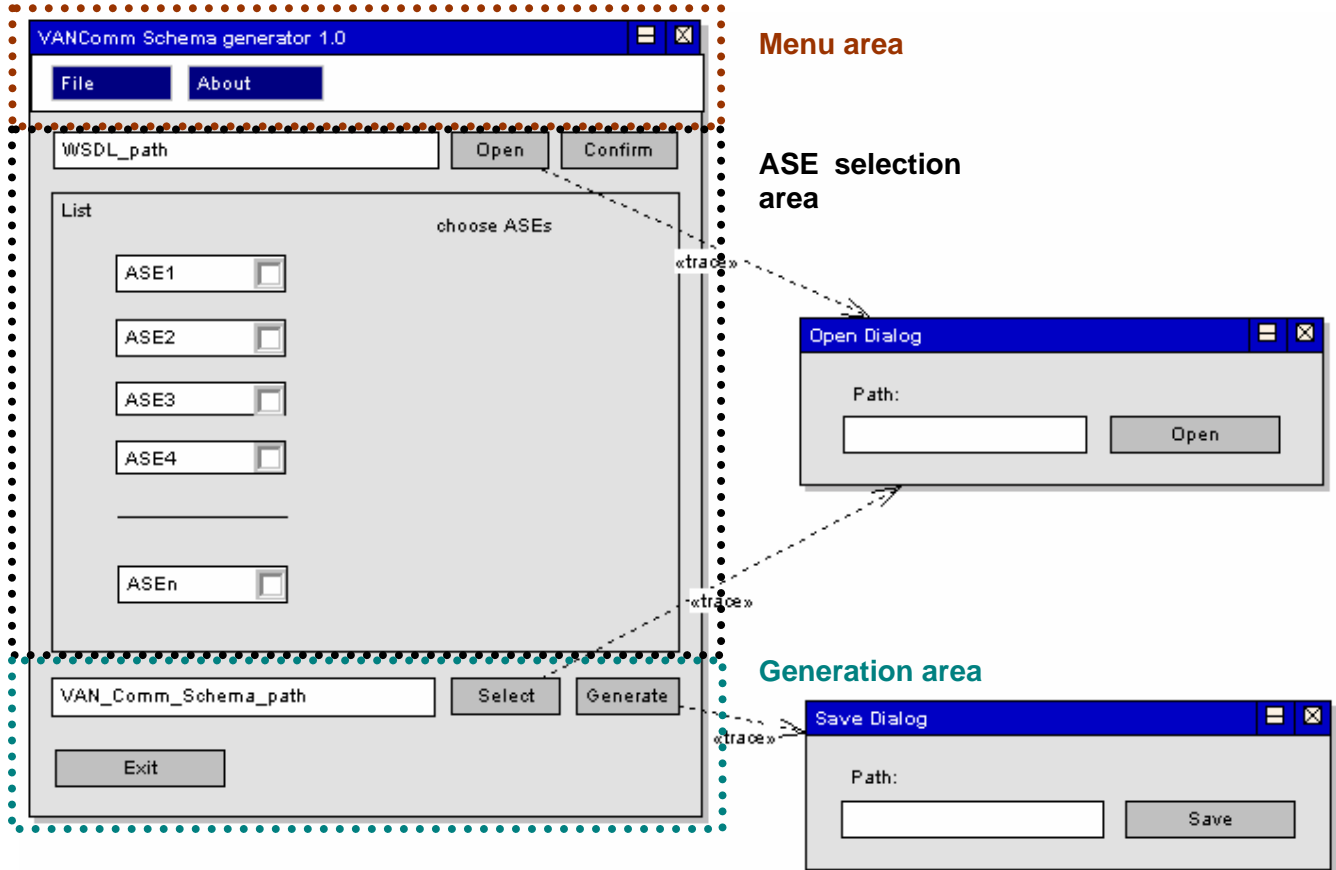 VANComm Schema generator 1.0
File
About
Menu area
WSDL_path
Open
Confirm
ASE selection
area
List
choose ASEs
«trace»
ASE1
ASE2
ASE3
ASE4
ASEn
Open Dialog
Path:
Open
«trace»
Generation area
VAN_Comm_Schema_path
Select
Generate
«trace»
Exit
Save Dialog
Path:
Save